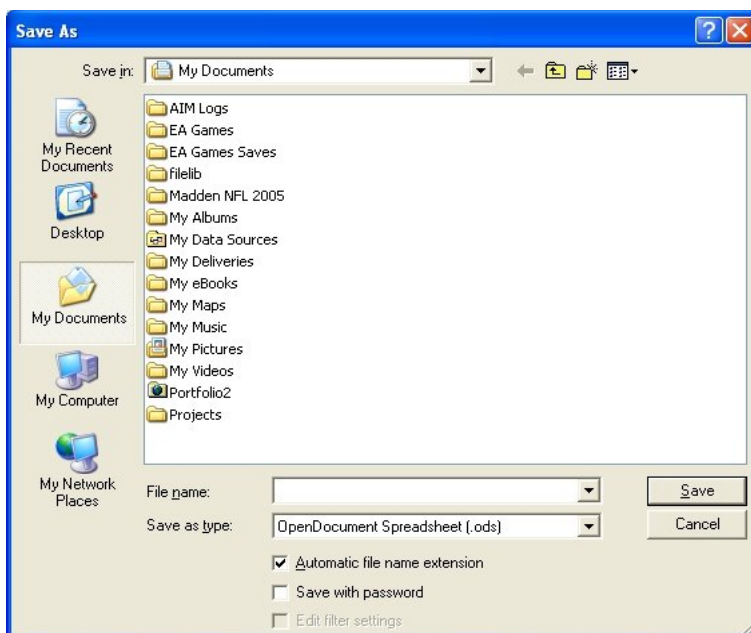 Save As
Save in:
My Documents
My Recent
Documents
Desktop
My Documents
My Computer
My Network
Places
AIM Logs
EA Games
EA Games Saves
filelib
Madden NFL 2005
My Albums
My Data Sources
My Deliveries
My eBooks
My Maps
My Music
My Pictures
My Videos
Portfolio2
Projects
File name:
Save
Save as type:
OpenDocument Spreadsheet (.ods)
Cancel
Automatic file name extension
Save with password
Edit filter settings